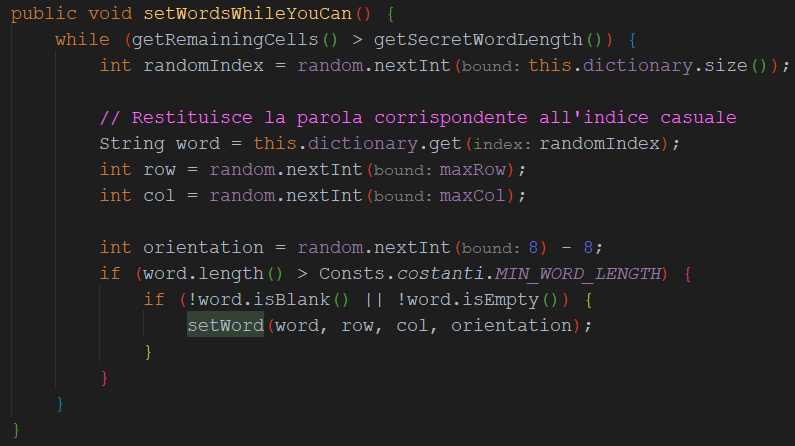 public void setWordsWhileYouCan() {
while (getRemainingCells() > getSecretWordLength()) {
int randomIndex = random.nextInt(bound: this.dictionary.size());
// Restituisce la parola corrispondente all'indice casuale
String word = this.dictionary.get(index: randomIndex);
int row = random.nextInt(bound: maxRow);
int col = random.nextInt(bound: maxCol);
int orientation = random.nextInt(bound: 8) - 8;
if (word.length() > Consts.costanti.MIN_WORD_LENGTH) {
if (!word.isBlank() || !word.isEmpty()) {
setWord(word, row, col, orientation);
}
}
}
}